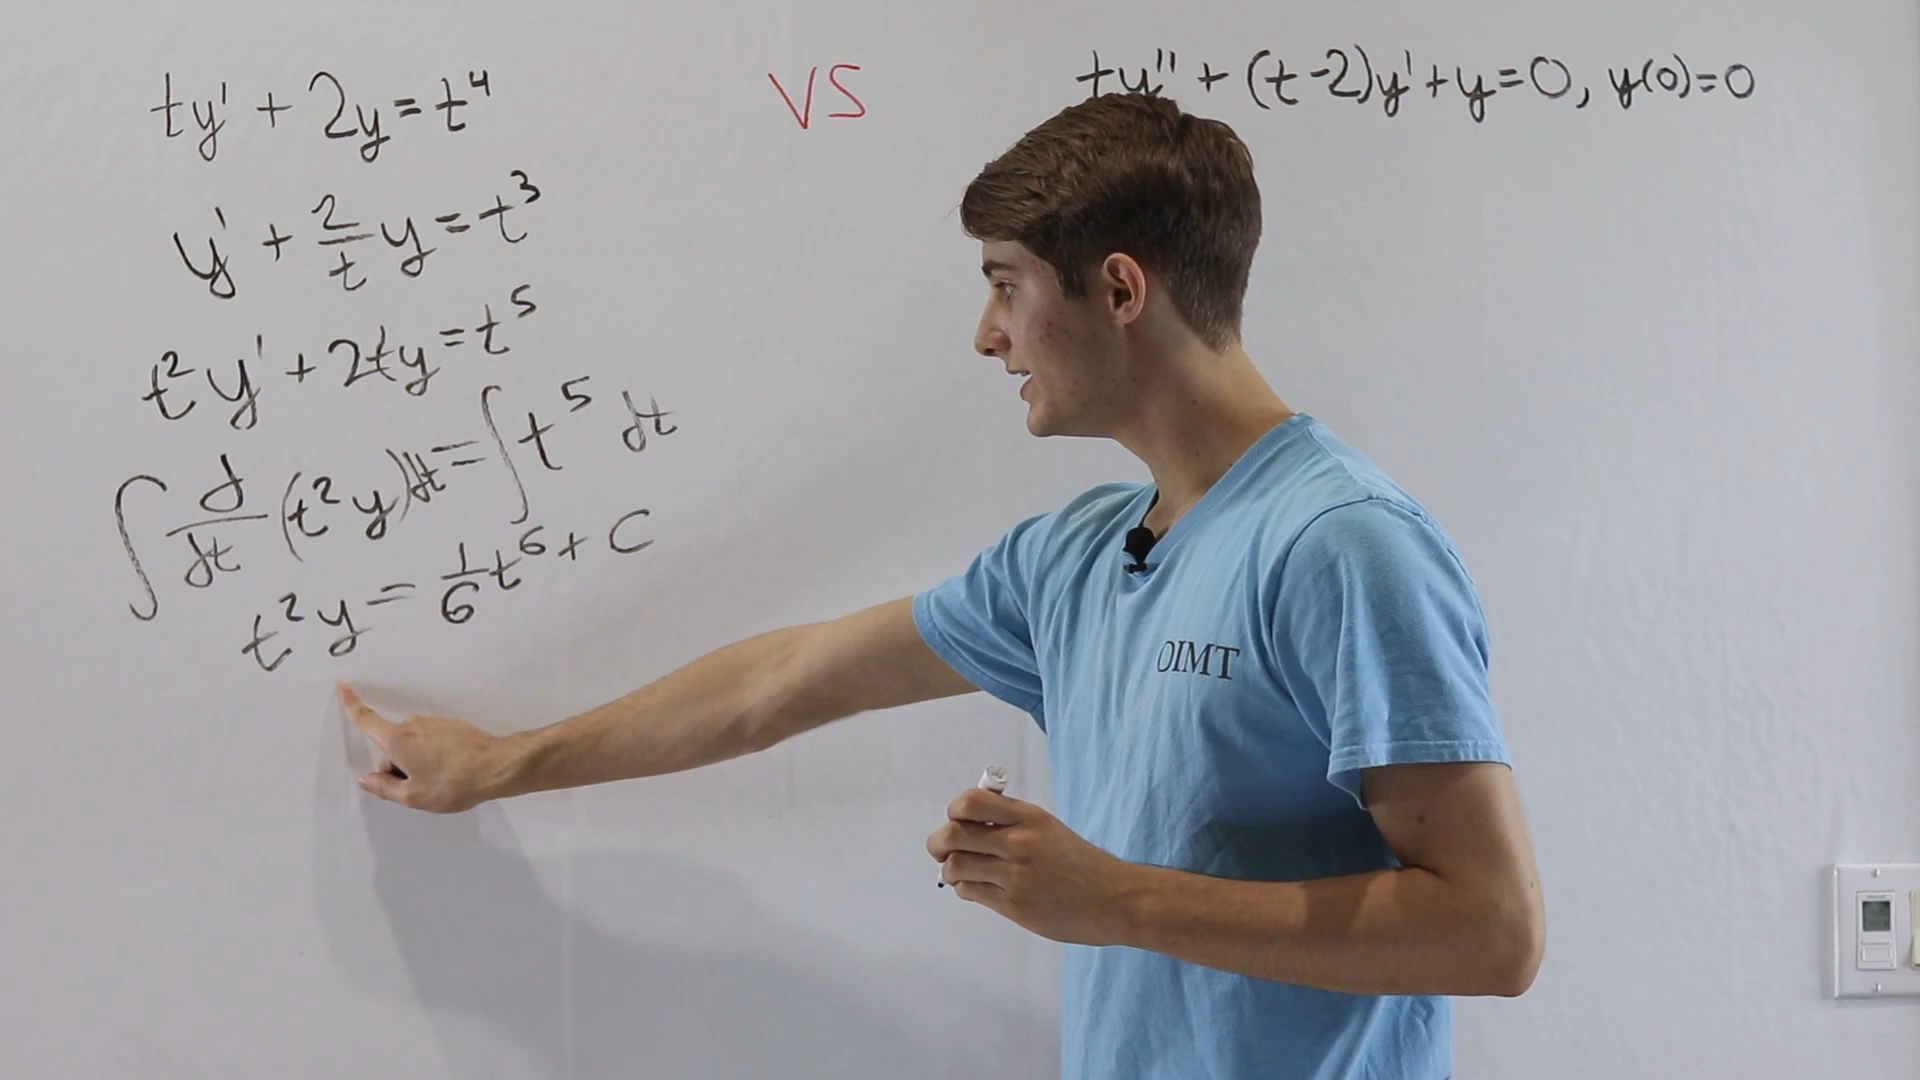 ty' + 2y = t⁴
y' + 2/t y = t³
t²y' + 2ty = t⁵
∫ d/dt (t²y)dt = ∫ t⁵ dt
t²y = 1/6 t⁶ + C
VS
ty'' + (t-2)y' + y = 0, y(0) = 0
OIMT